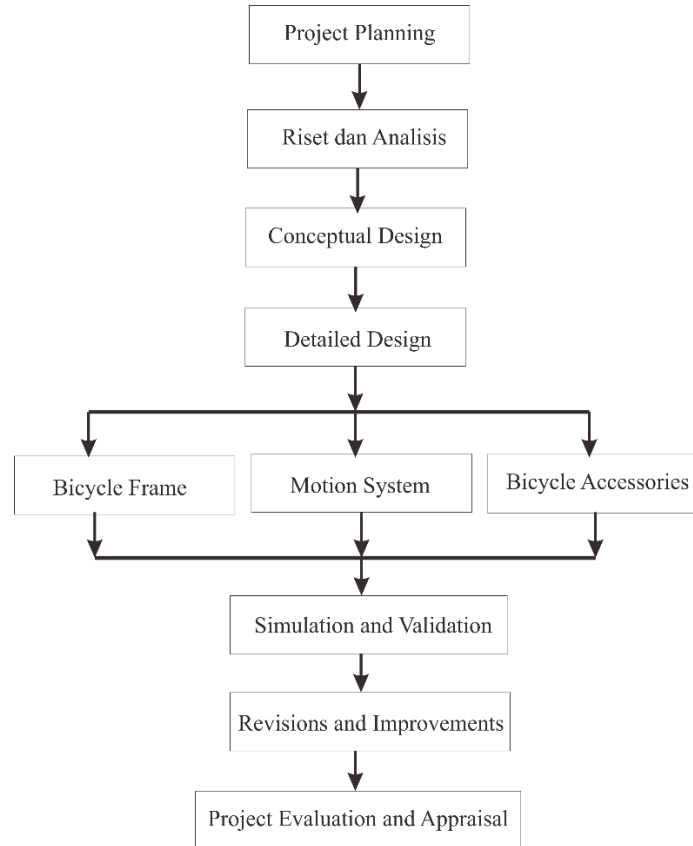 Project Planning
Riset dan Analisis
Conceptual Design
Detailed Design
Bicycle Frame
Motion System
Bicycle Accessories
Simulation and Validation
Revisions and Improvements
Project Evaluation and Appraisal